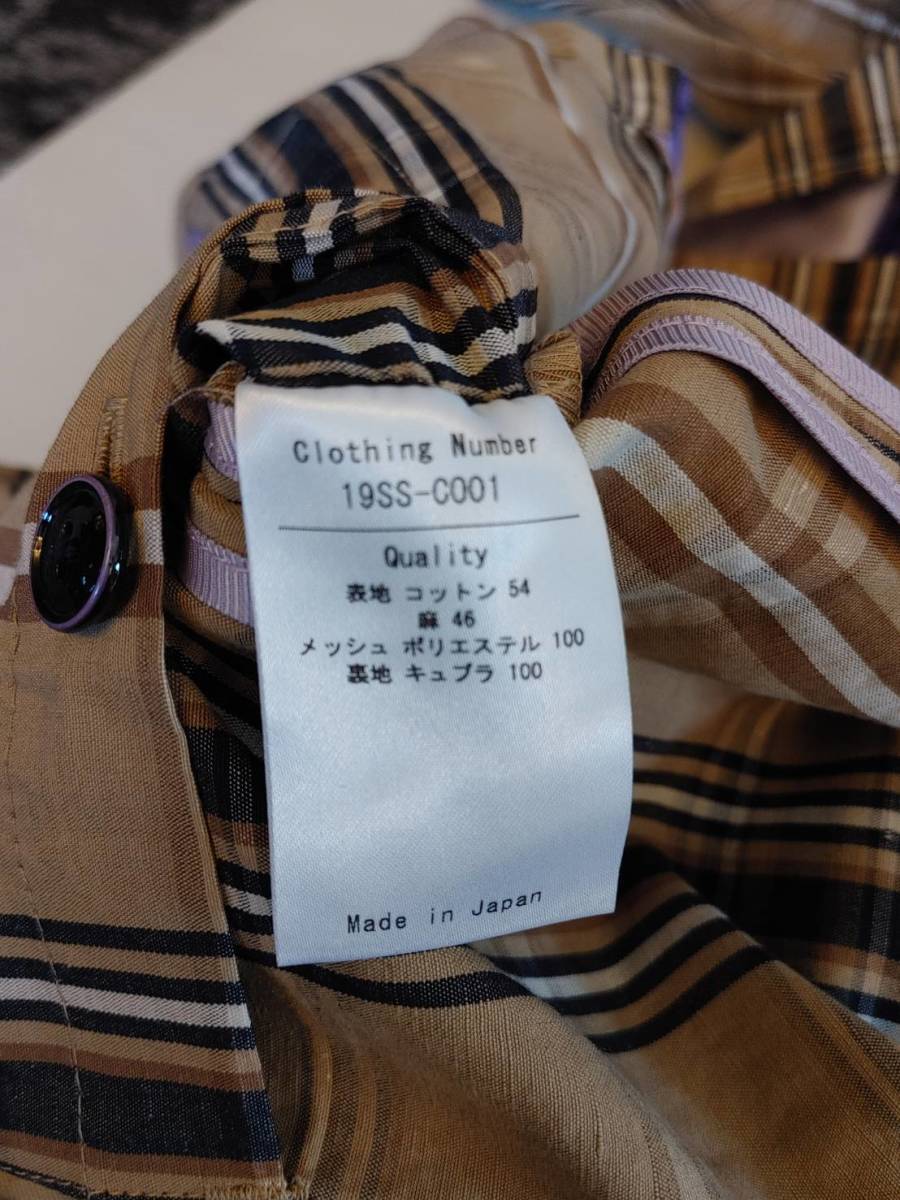 Clothing Number
19SS-C001
Quality
表地 コットン 54
麻 46
メッシュ ポリエステル 100
裏地 キュプラ 100
Made in Japan